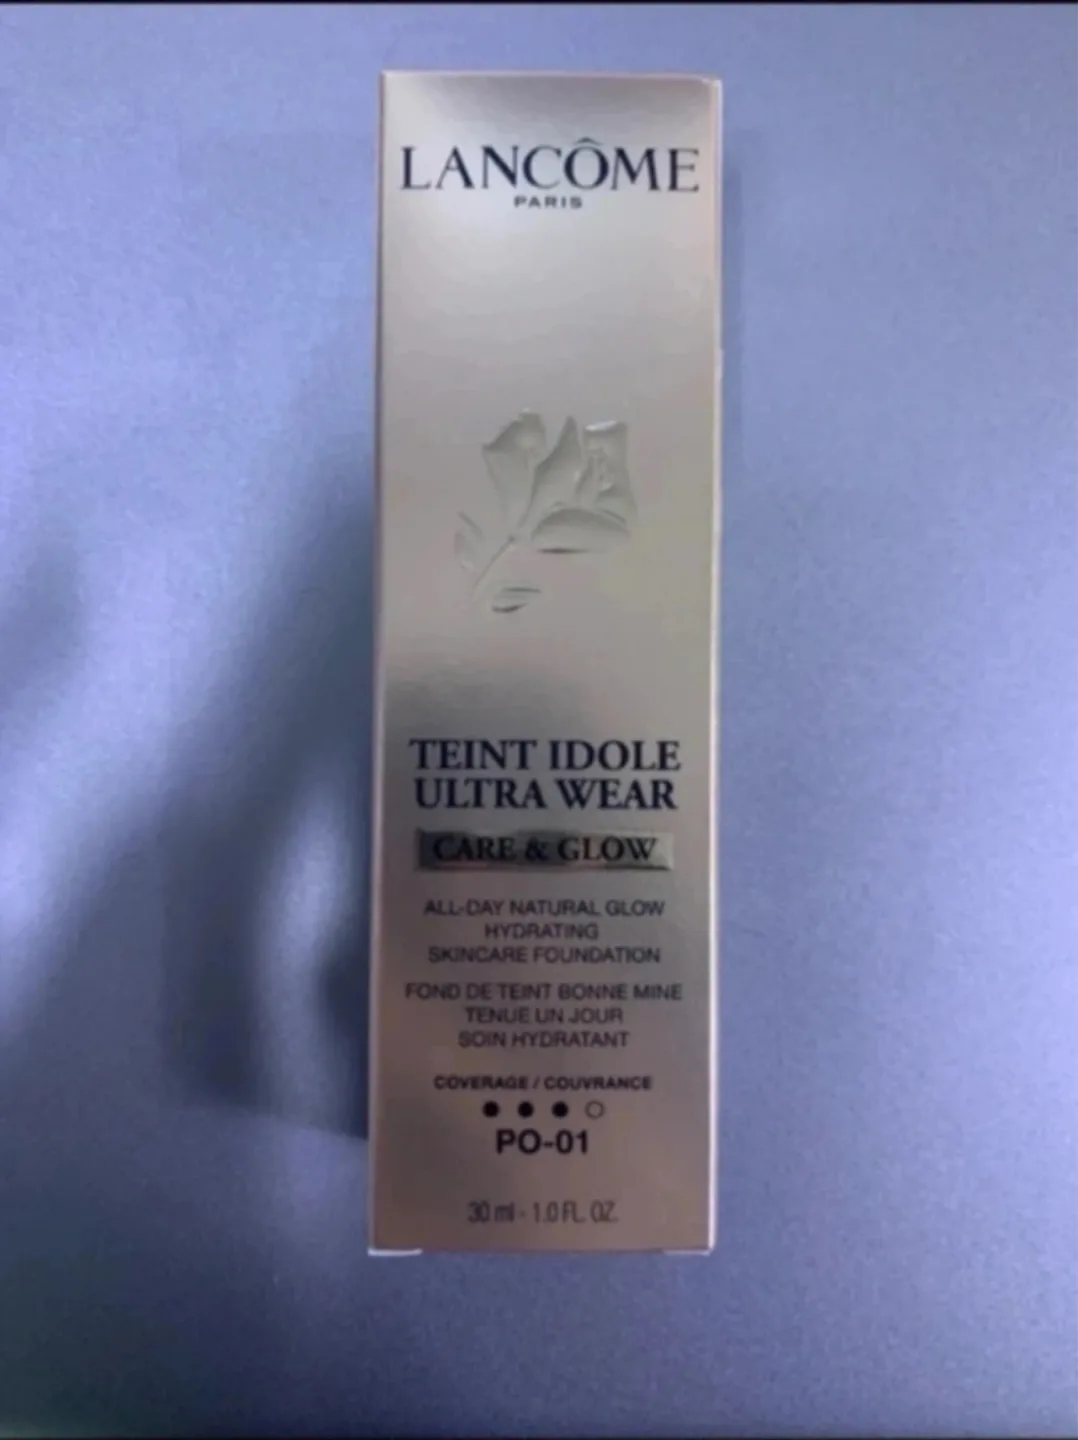 LANCÔME
PARIS
TEINT IDOLE
ULTRA WEAR
CARE & GLOW
ALL-DAY NATURAL GLOW
HYDRATING
SKINCARE FOUNDATION
FOND DE TEINT BONNE MINE
TENUE UN JOUR
SOIN HYDRATANT
COVERAGE / COUVRANCE
PO-01
30 ml - 1.0 FL. OZ.